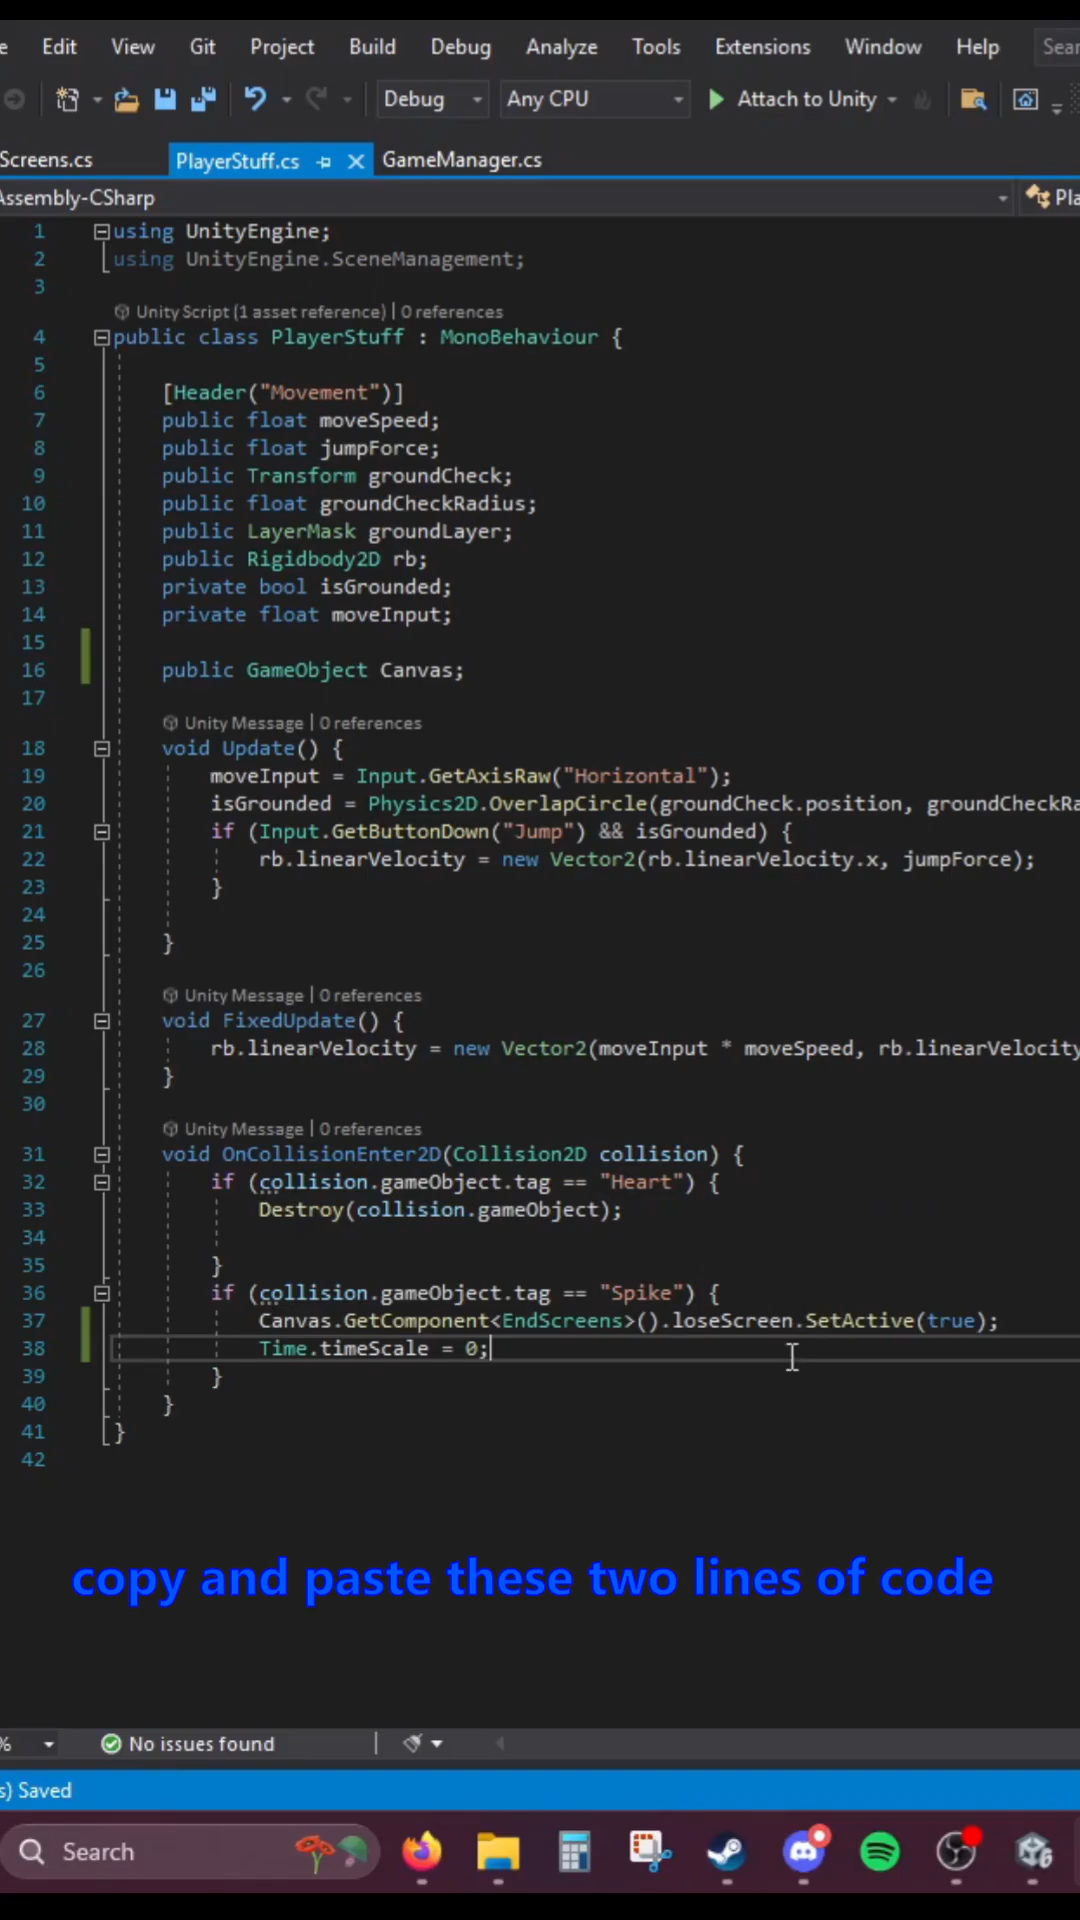 e Edit View Git Project Build Debug Analyze Tools Extensions Window Help Sear
Debug Any CPU Attach to Unity
Screens.cs PlayerStuff.cs GameManager.cs
Assembly-CSharp Pla
1 using UnityEngine;
2 using UnityEngine.SceneManagement;
3
Unity Script (1 asset reference) | 0 references
4 public class PlayerStuff : MonoBehaviour {
5
6 [Header("Movement")]
7 public float moveSpeed;
8 public float jumpForce;
9 public Transform groundCheck;
10 public float groundCheckRadius;
11 public LayerMask groundLayer;
12 public Rigidbody2D rb;
13 private bool isGrounded;
14 private float moveInput;
15
16 public GameObject Canvas;
17
Unity Message | 0 references
18 void Update() {
19 moveInput = Input.GetAxisRaw("Horizontal");
20 isGrounded = Physics2D.OverlapCircle(groundCheck.position, groundCheckRa
21 if (Input.GetButtonDown("Jump") && isGrounded) {
22 rb.linearVelocity = new Vector2(rb.linearVelocity.x, jumpForce);
23 }
24
25 }
26
Unity Message | 0 references
27 void FixedUpdate() {
28 rb.linearVelocity = new Vector2(moveInput * moveSpeed, rb.linearVelocity
29 }
30
Unity Message | 0 references
31 void OnCollisionEnter2D(Collision2D collision) {
32 if (collision.gameObject.tag == "Heart") {
33 Destroy(collision.gameObject);
34
35 }
36 if (collision.gameObject.tag == "Spike") {
37 Canvas.GetComponent<EndScreens>().loseScreen.SetActive(true);
38 Time.timeScale = 0;
39 }
40 }
41 }
42
copy and paste these two lines of code
% No issues found
s) Saved
Search